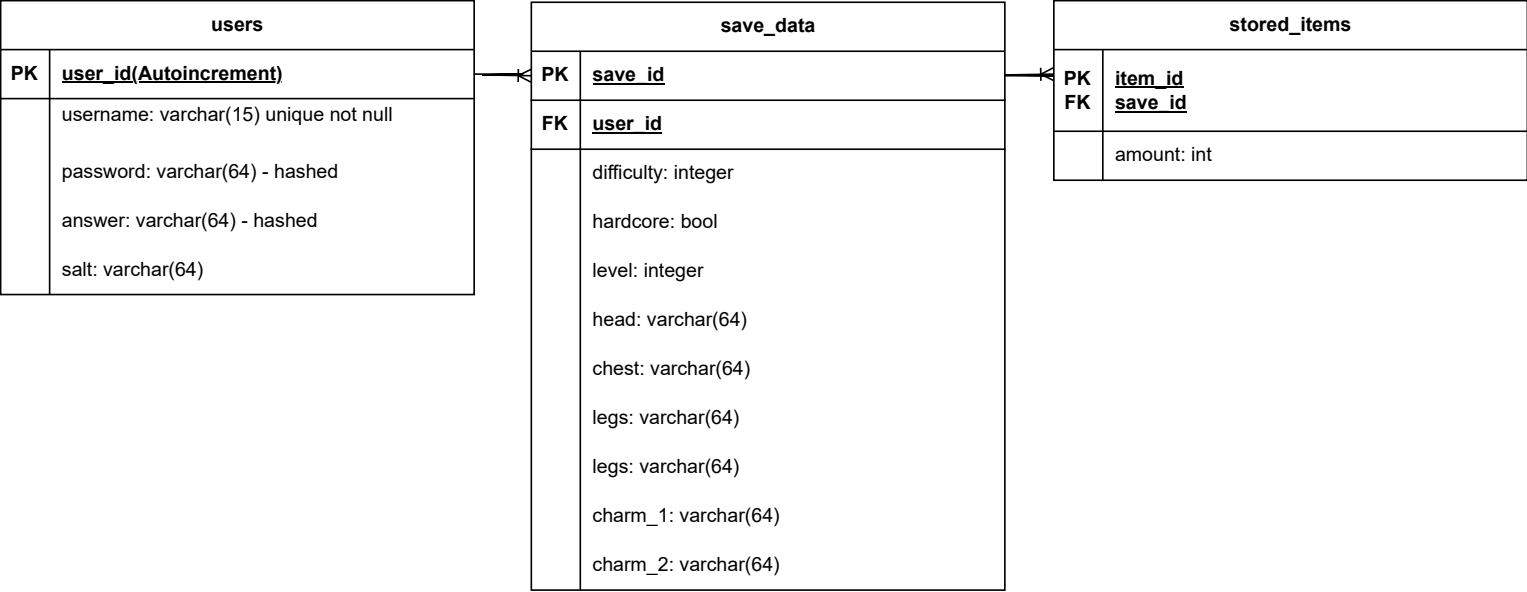 users
PK user_id(Autoincrement)
username: varchar(15) unique not null
password: varchar(64) - hashed
answer: varchar(64) - hashed
salt: varchar(64)
save_data
PK save_id
FK user_id
difficulty: integer
hardcore: bool
level: integer
head: varchar(64)
chest: varchar(64)
legs: varchar(64)
legs: varchar(64)
charm_1: varchar(64)
charm_2: varchar(64)
stored_items
PK item_id
FK save_id
amount: int